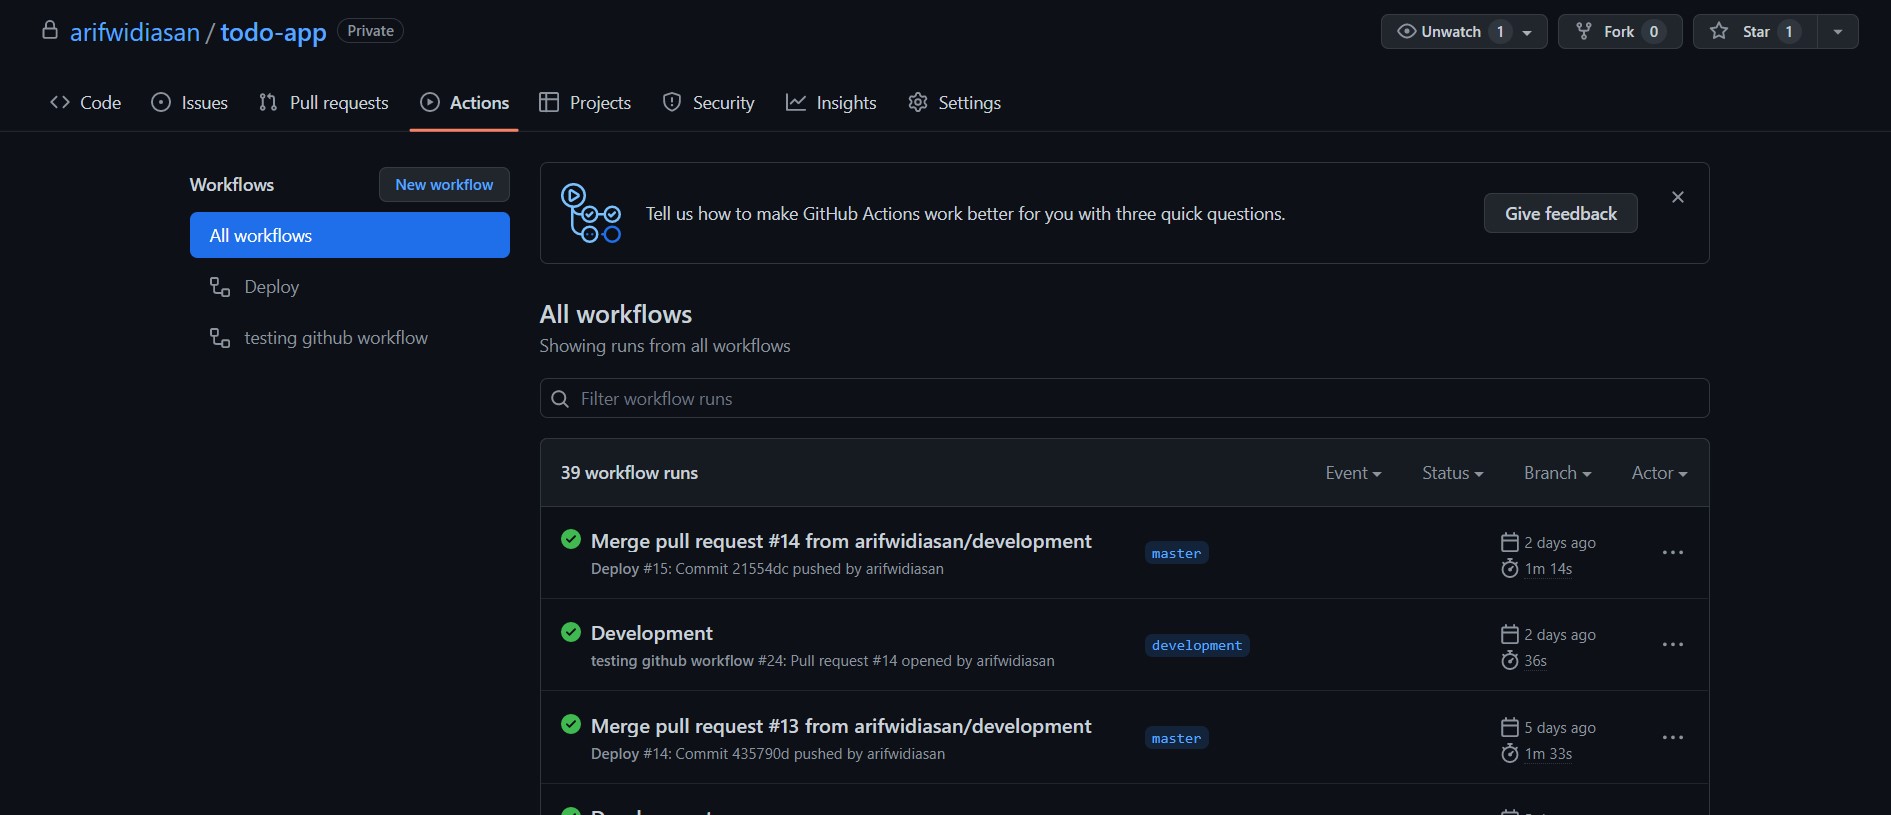 arifwidiasan / todo-app Private
Unwatch 1 Fork 0 Star 1
Code Issues Pull requests Actions Projects Security Insights Settings
Workflows New workflow
All workflows
Deploy
testing github workflow
Tell us how to make GitHub Actions work better for you with three quick questions. Give feedback
All workflows
Showing runs from all workflows
Filter workflow runs
39 workflow runs Event Status Branch Actor
Merge pull request #14 from arifwidiasan/development
Deploy #15: Commit 21554dc pushed by arifwidiasan
master
2 days ago
1m 14s
Development
testing github workflow #24: Pull request #14 opened by arifwidiasan
development
2 days ago
36s
Merge pull request #13 from arifwidiasan/development
Deploy #14: Commit 435790d pushed by arifwidiasan
master
5 days ago
1m 33s